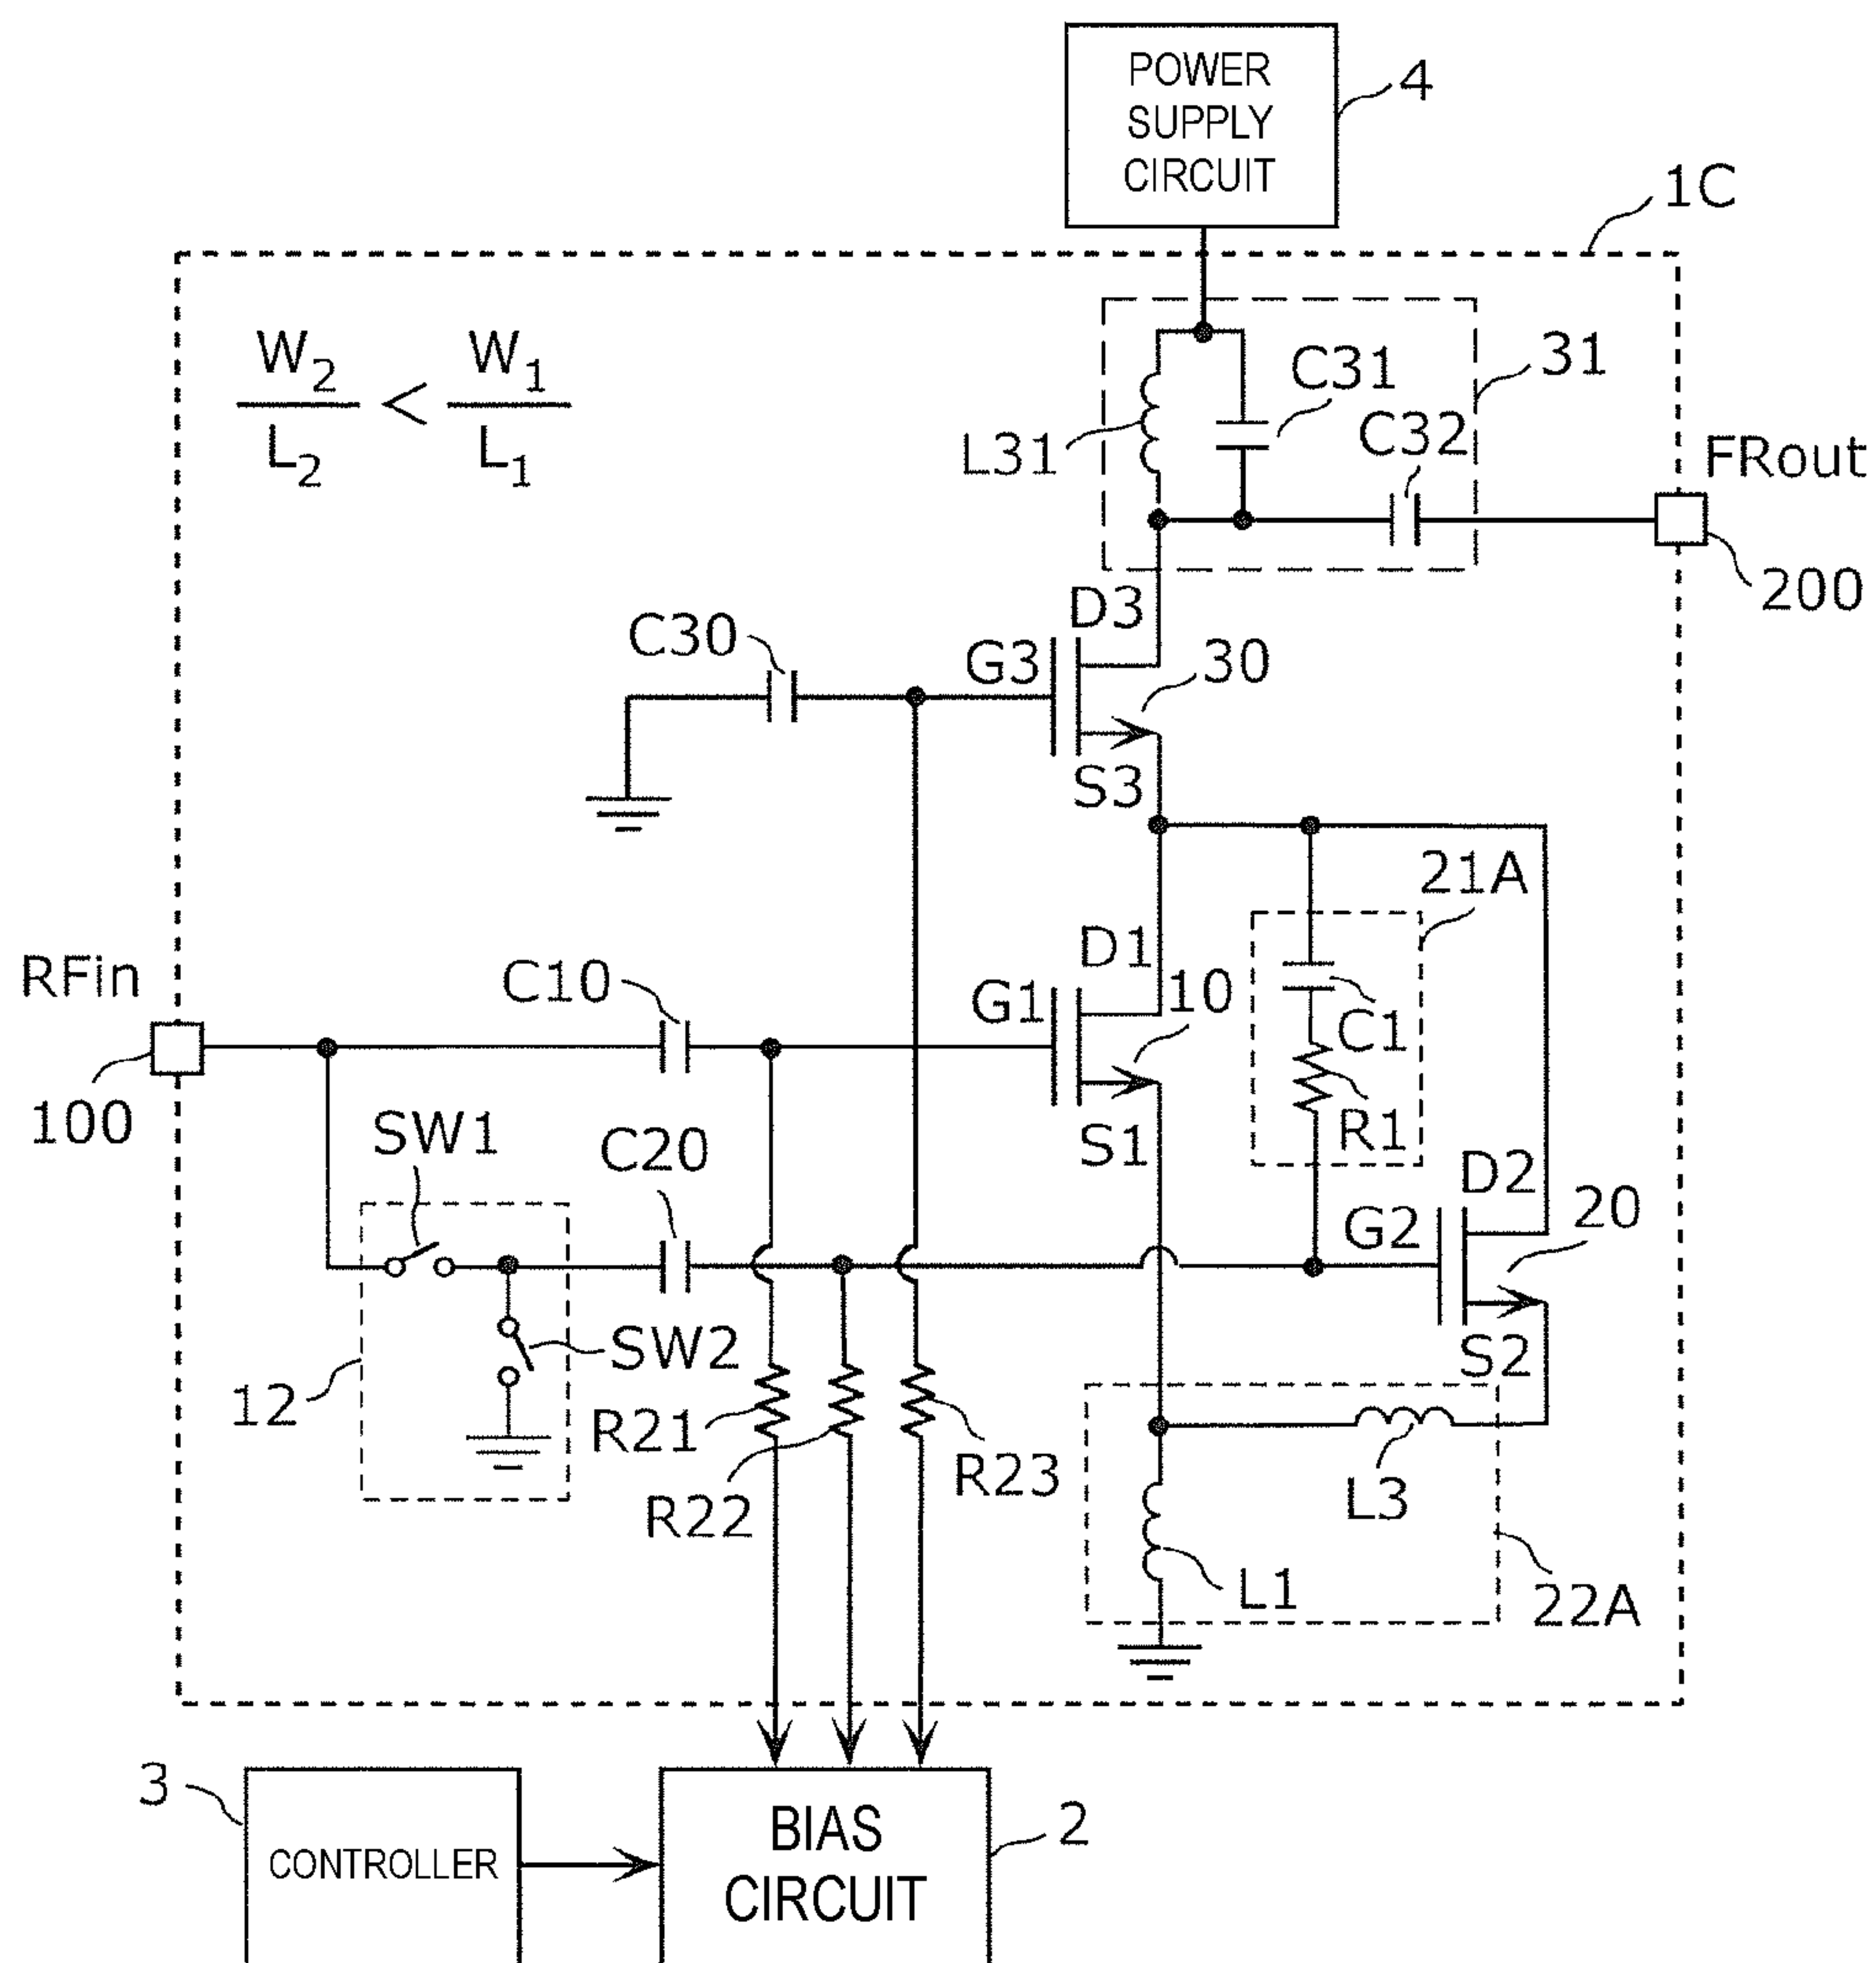 POWER
SUPPLY
CIRCUIT
4
1C
W2
L2
<
W1
L1
C31
31
L31
C32
FRout
200
D3
C30
G3
30
S3
21A
D1
RFin
C10
G1
10
C1
100
SW1
C20
S1
R1
D2
G2
20
SW2
S2
12
R21
R23
L3
R22
L1
22A
3
CONTROLLER
BIAS
CIRCUIT
2